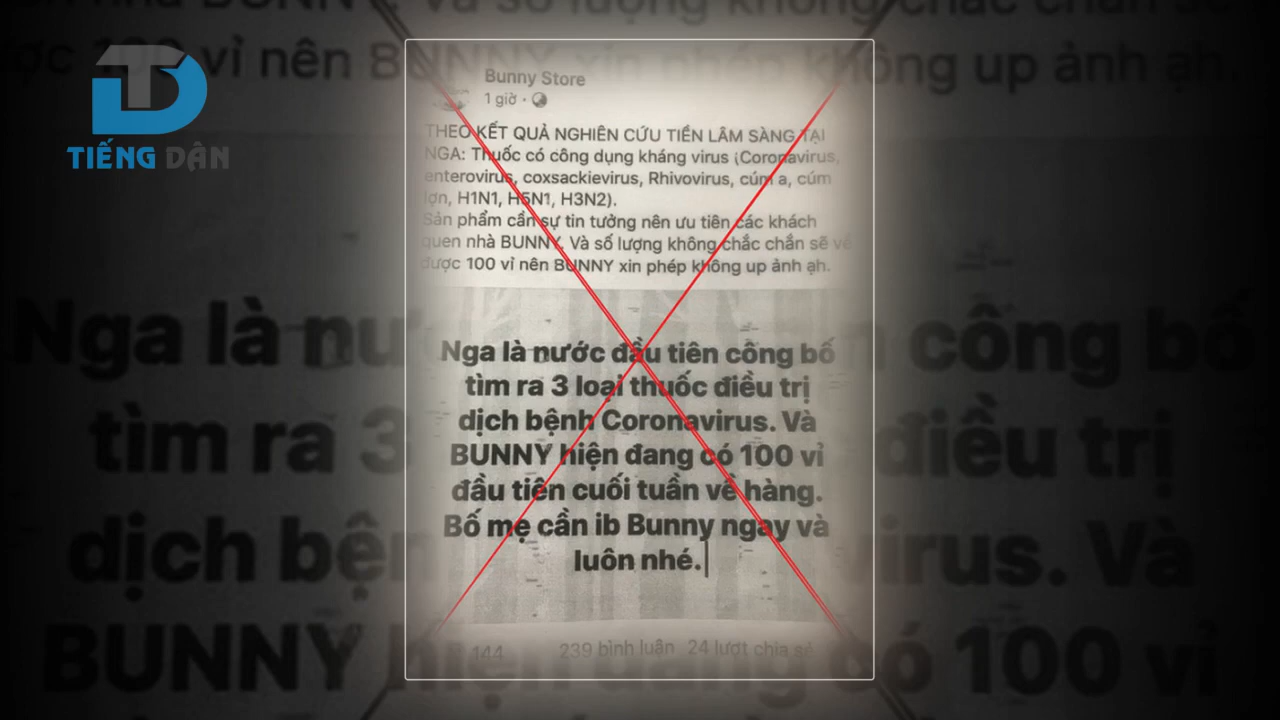 TIẾNG DÂN
Bunny Store
1 giờ ·
THEO KẾT QUẢ NGHIÊN CỨU TIỀN LÂM SÀNG TẠI
NGA: Thuốc có công dụng kháng virus (Coronavirus,
enterovirus, coxsackievirus, Rhivovirus, cúm a, cúm
lợn, H1N1, H5N1, H3N2).
Sản phẩm cần sự tin tưởng nên ưu tiên các khách
quen nhà BUNNY. Và số lượng không chắc chắn sẽ về
được 100 vỉ nên BUNNY xin phép không up ảnh ạh.
Nga là nước đầu tiên công bố
tìm ra 3 loại thuốc điều trị
dịch bệnh Coronavirus. Và
BUNNY hiện đang có 100 vỉ
đầu tiên cuối tuần về hàng.
Bố mẹ cần ib Bunny ngay và
luôn nhé.
144 239 bình luận 24 lượt chia sẻ